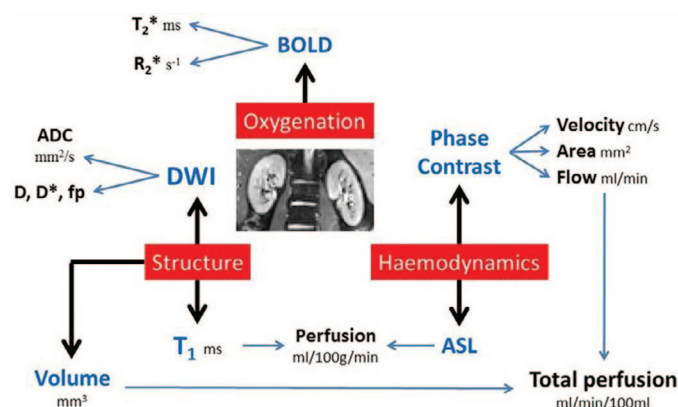 T2* ms
BOLD
R2* s-1
Oxygenation
ADC
mm²/s
DWI
D, D*, fp
Phase
Contrast
Velocity cm/s
Area mm²
Flow ml/min
Structure
Haemodynamics
T1 ms
Perfusion
ml/100g/min
ASL
Volume
mm³
Total perfusion
ml/min/100ml